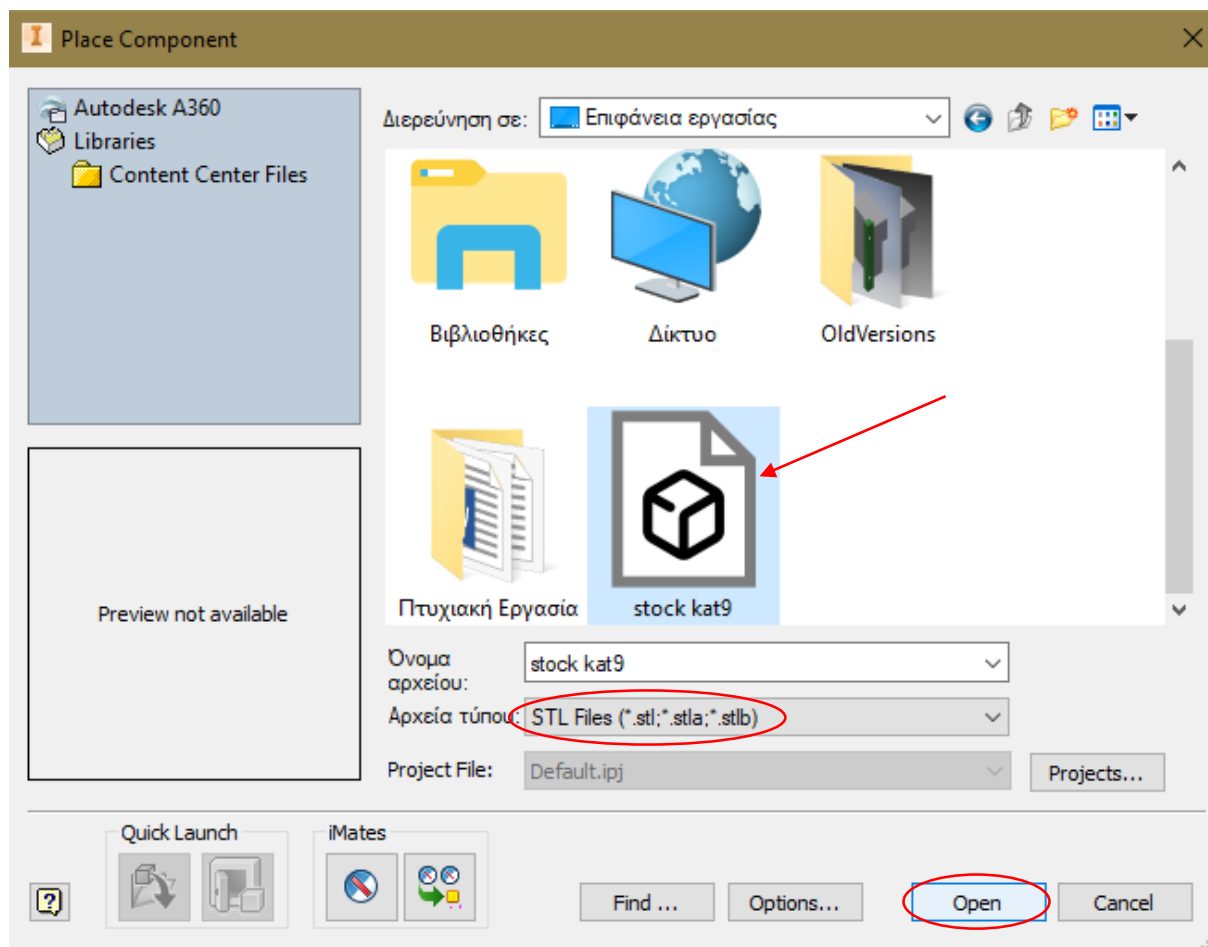 Place Component
Autodesk A360
Libraries
Content Center Files
Διερεύνηση σε: Επιφάνεια εργασίας
Βιβλιοθήκες Δίκτυο OldVersions
Πτυχιακή Εργασία stock kat9
Preview not available
Όνομα αρχείου: stock kat9
Αρχεία τύπου: STL Files (*.stl;*.stla;*.stlb)
Project File: Default.ipj Projects...
Quick Launch iMates
Find ... Options... Open Cancel